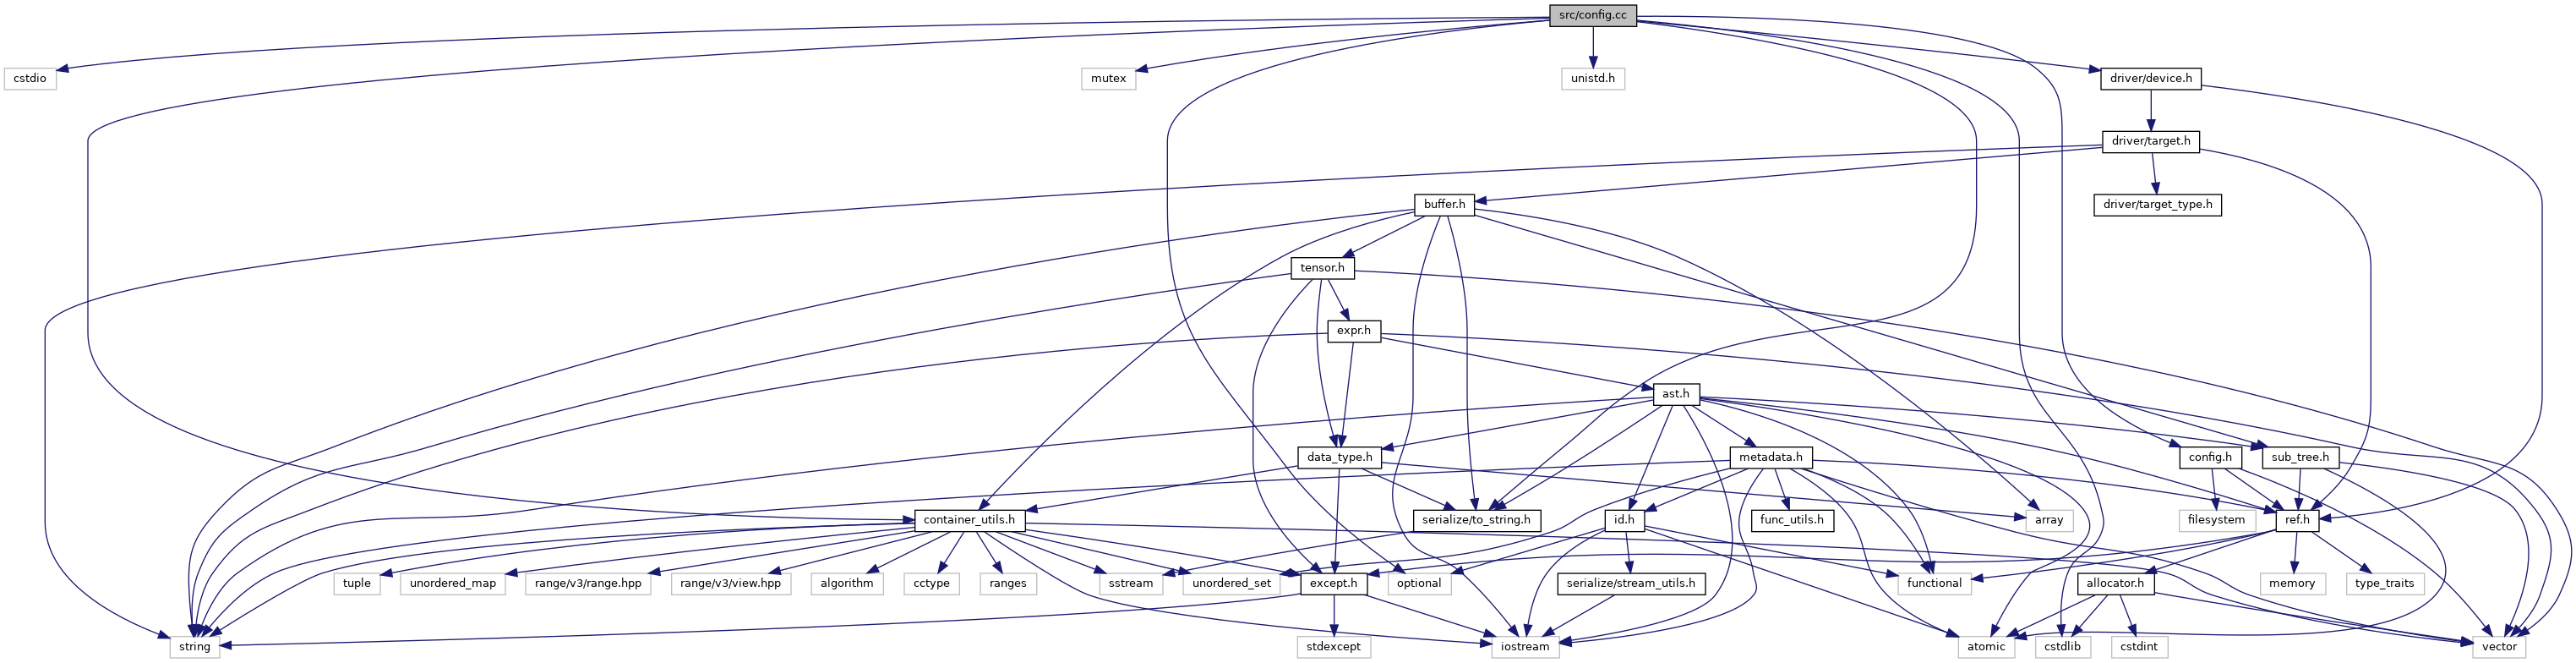 src/config.cc
cstdio
mutex
unistd.h
driver/device.h
driver/target.h
buffer.h
driver/target_type.h
tensor.h
expr.h
ast.h
data_type.h
metadata.h
config.h
sub_tree.h
container_utils.h
serialize/to_string.h
id.h
func_utils.h
array
filesystem
ref.h
tuple
unordered_map
range/v3/range.hpp
range/v3/view.hpp
algorithm
cctype
ranges
sstream
unordered_set
except.h
optional
serialize/stream_utils.h
functional
allocator.h
memory
type_traits
string
stdexcept
iostream
atomic
cstdlib
cstdint
vector